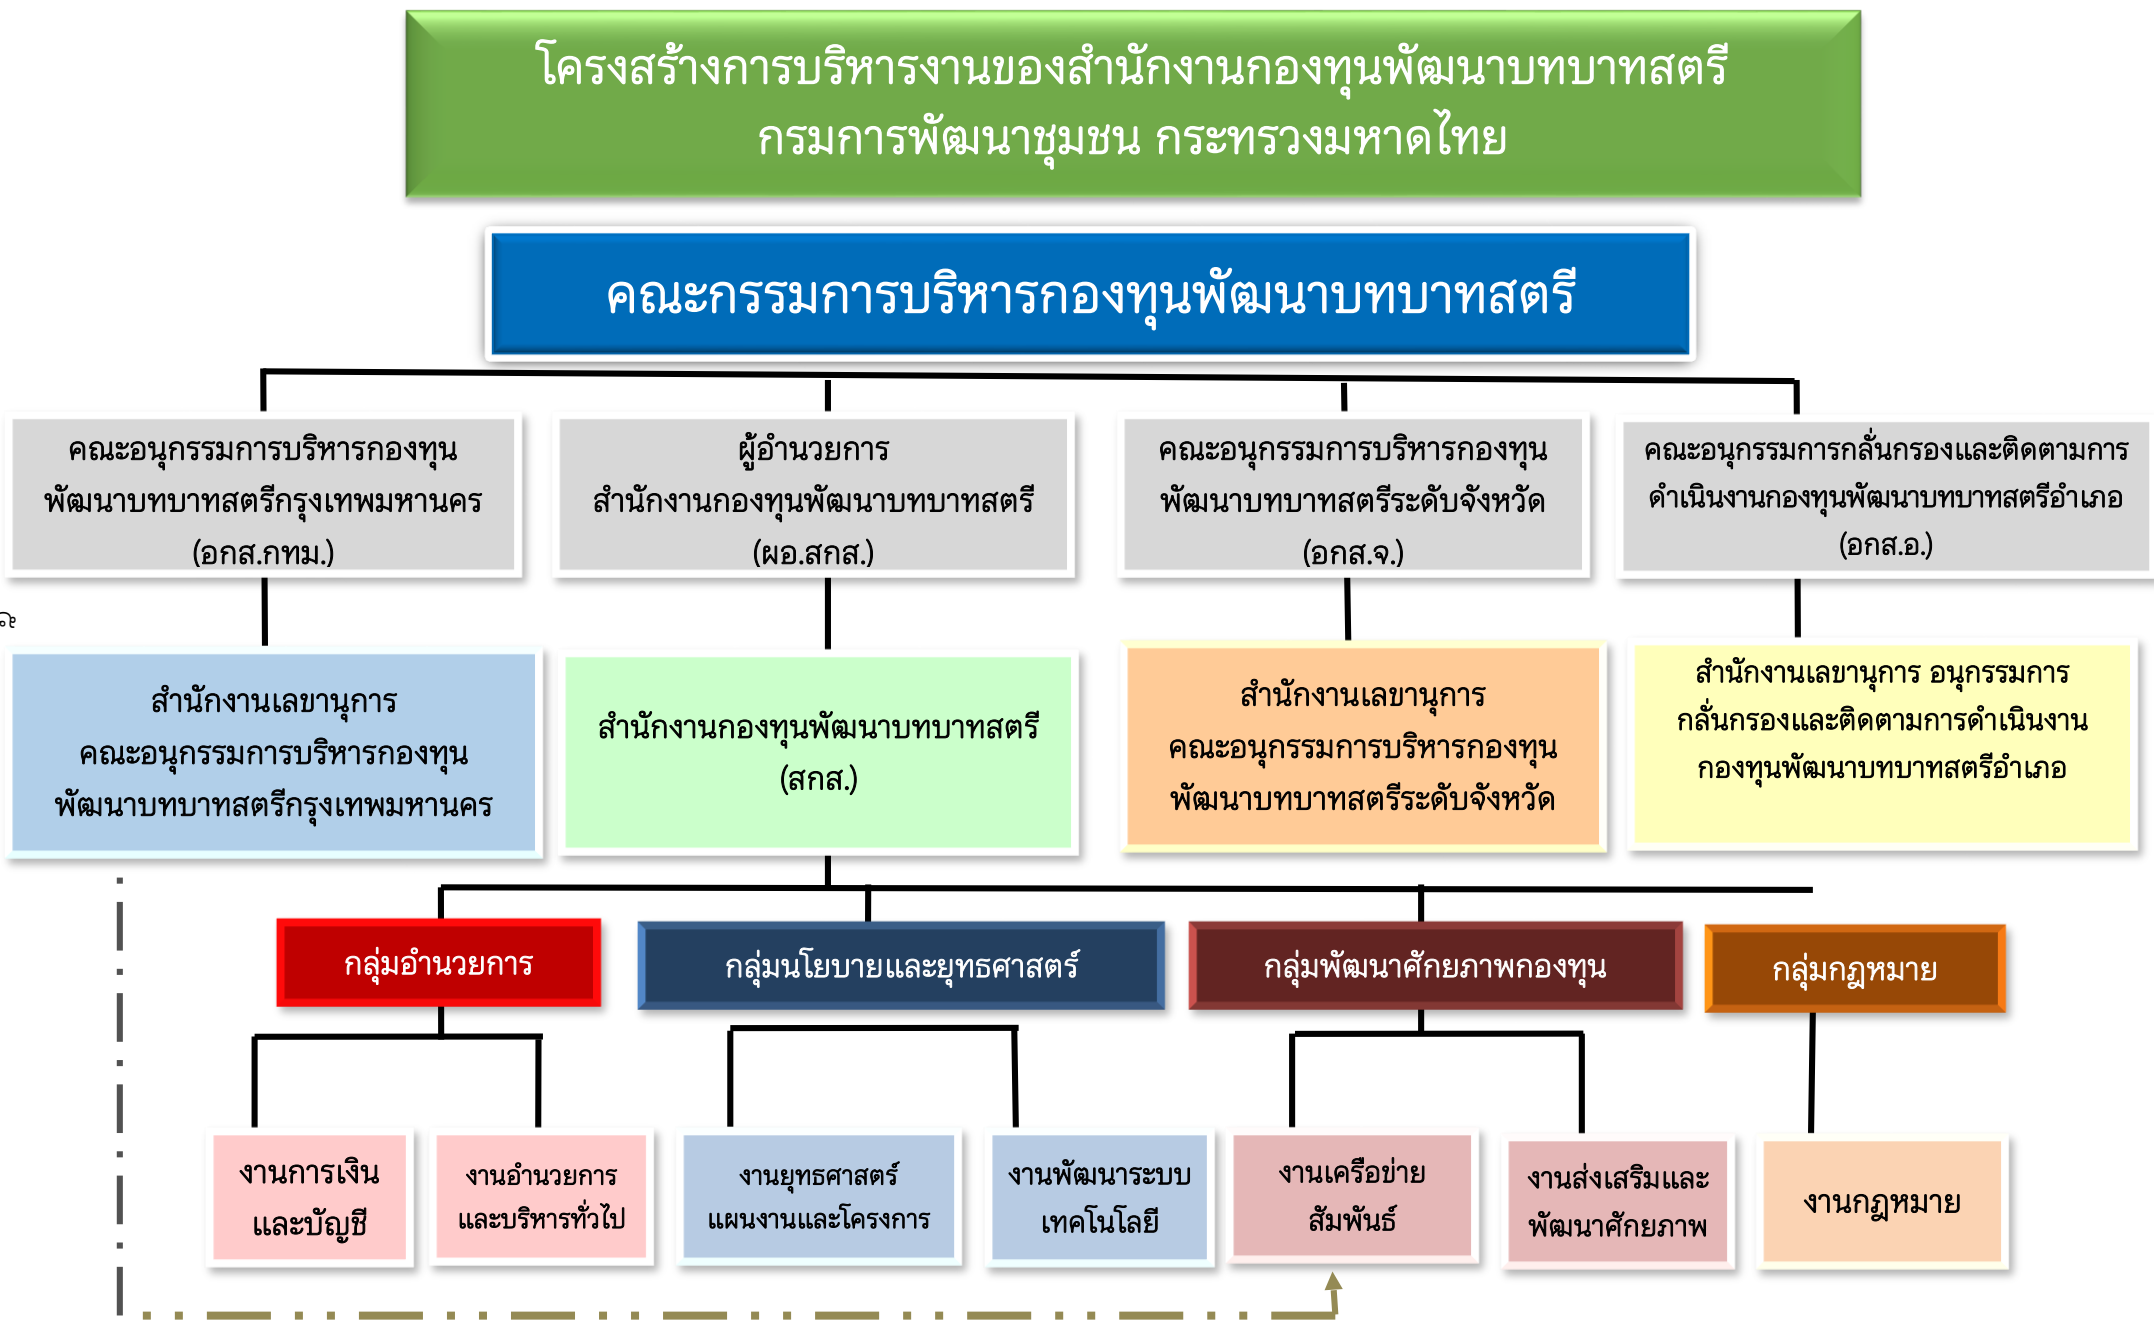 โครงสร้างการบริหารงานของสำนักงานกองทุนพัฒนาบทบาทสตรี
กรมการพัฒนาชุมชน กระทรวงมหาดไทย
คณะกรรมการบริหารกองทุนพัฒนาบทบาทสตรี
คณะอนุกรรมการบริหารกองทุน
พัฒนาบทบาทสตรีกรุงเทพมหานคร
(อกส.กทม.)
ผู้อำนวยการ
สำนักงานกองทุนพัฒนาบทบาทสตรี
(ผอ.สกส.)
คณะอนุกรรมการบริหารกองทุน
พัฒนาบทบาทสตรีระดับจังหวัด
(อกส.จ.)
คณะอนุกรรมการกลั่นกรองและติดตามการ
ดำเนินงานกองทุนพัฒนาบทบาทสตรีอำเภอ
(อกส.อ.)
สำนักงานเลขานุการ
คณะอนุกรรมการบริหารกองทุน
พัฒนาบทบาทสตรีกรุงเทพมหานคร
สำนักงานกองทุนพัฒนาบทบาทสตรี
(สกส.)
สำนักงานเลขานุการ
คณะอนุกรรมการบริหารกองทุน
พัฒนาบทบาทสตรีระดับจังหวัด
สำนักงานเลขานุการ อนุกรรมการ
กลั่นกรองและติดตามการดำเนินงาน
กองทุนพัฒนาบทบาทสตรีอำเภอ
กลุ่มอำนวยการ
กลุ่มนโยบายและยุทธศาสตร์
กลุ่มพัฒนาศักยภาพกองทุน
กลุ่มกฎหมาย
งานการเงิน
และบัญชี
งานอำนวยการ
และบริหารทั่วไป
งานยุทธศาสตร์
แผนงานและโครงการ
งานพัฒนาระบบ
เทคโนโลยี
งานเครือข่าย
สัมพันธ์
งานส่งเสริมและ
พัฒนาศักยภาพ
งานกฎหมาย